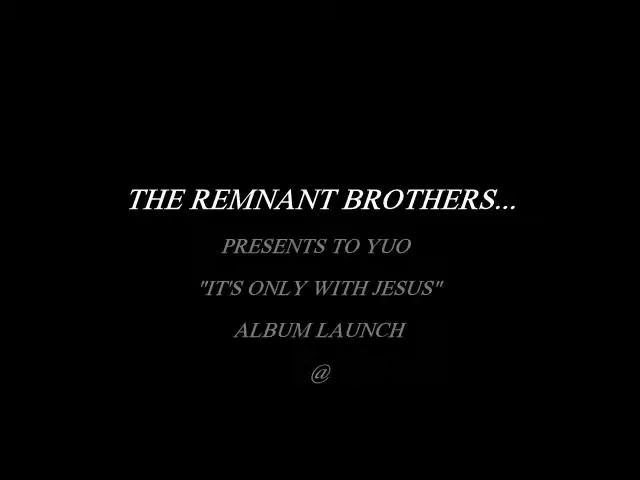 THE REMNANT BROTHERS...
PRESENTS TO YUO
"IT'S ONLY WITH JESUS"
ALBUM LAUNCH
@